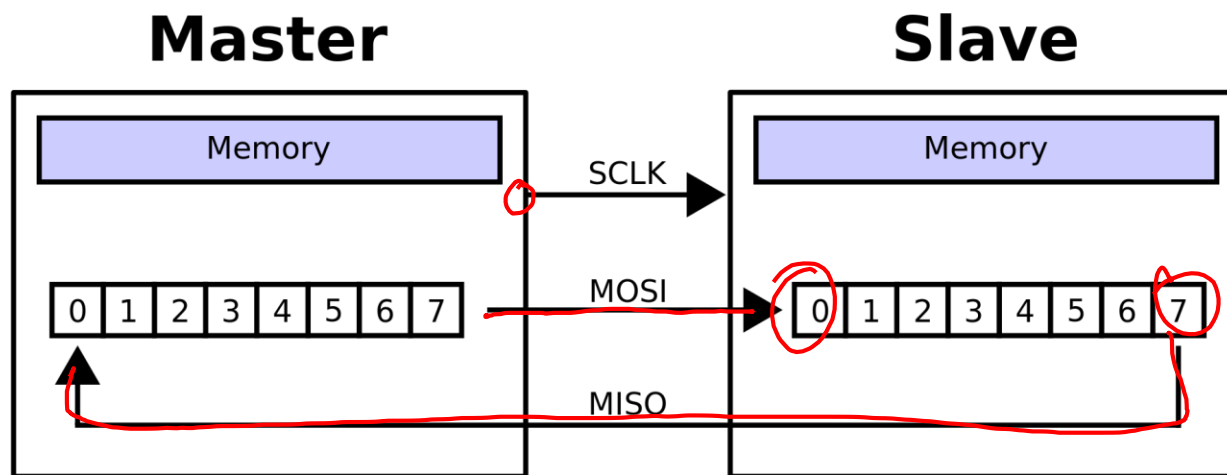 Master Slave
Memory Memory
SCLK
0 1 2 3 4 5 6 7 MOSI 0 1 2 3 4 5 6 7
MISO